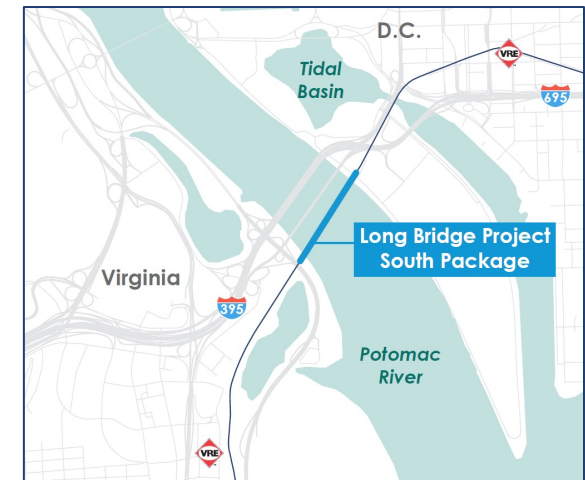 D.C.
VRE
Tidal
Basin
695
Long Bridge Project
South Package
Virginia
395
Potomac
River
VRE